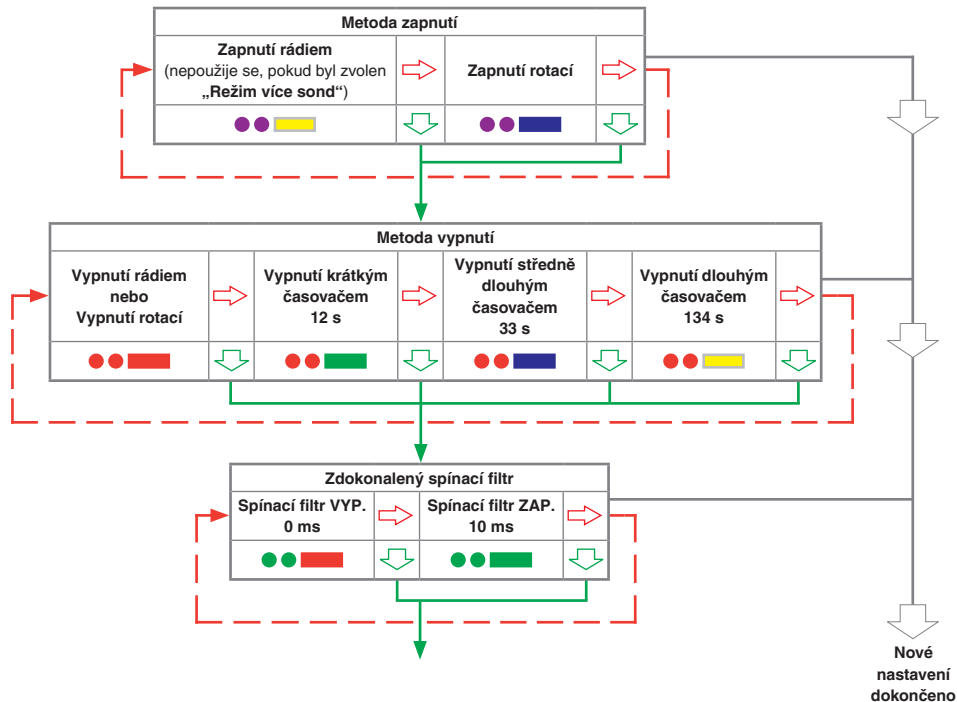 Metoda zapnutí
Zapnutí rádiem
(nepoužije se, pokud byl zvolen
„Režim více sond“)
Zapnutí rotací
Metoda vypnutí
Vypnutí rádiem
nebo
Vypnutí rotací
Vypnutí krátkým
časovačem
12 s
Vypnutí středně
dlouhým
časovačem
33 s
Vypnutí dlouhým
časovačem
134 s
Zdokonalený spínací filtr
Spínací filtr VYP.
0 ms
Spínací filtr ZAP.
10 ms
Nové
nastavení
dokončeno